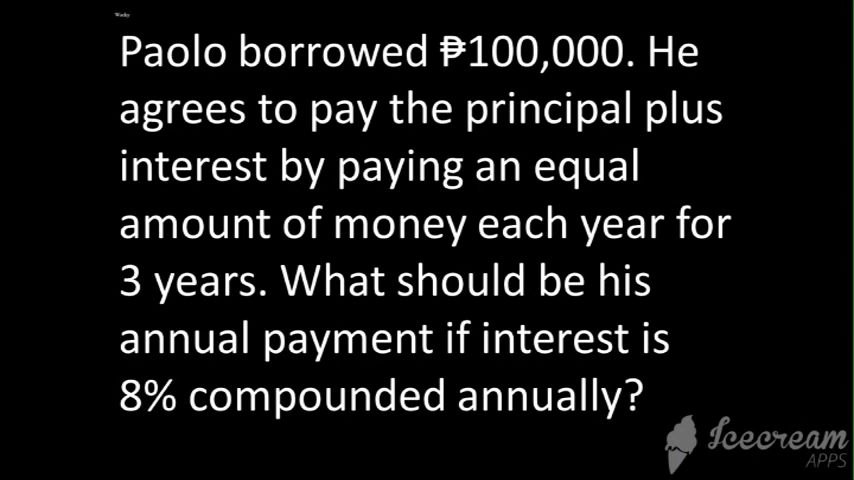 Paolo borrowed ₱100,000. He
agrees to pay the principal plus
interest by paying an equal
amount of money each year for
3 years. What should be his
annual payment if interest is
8% compounded annually?
Icecream
APPS